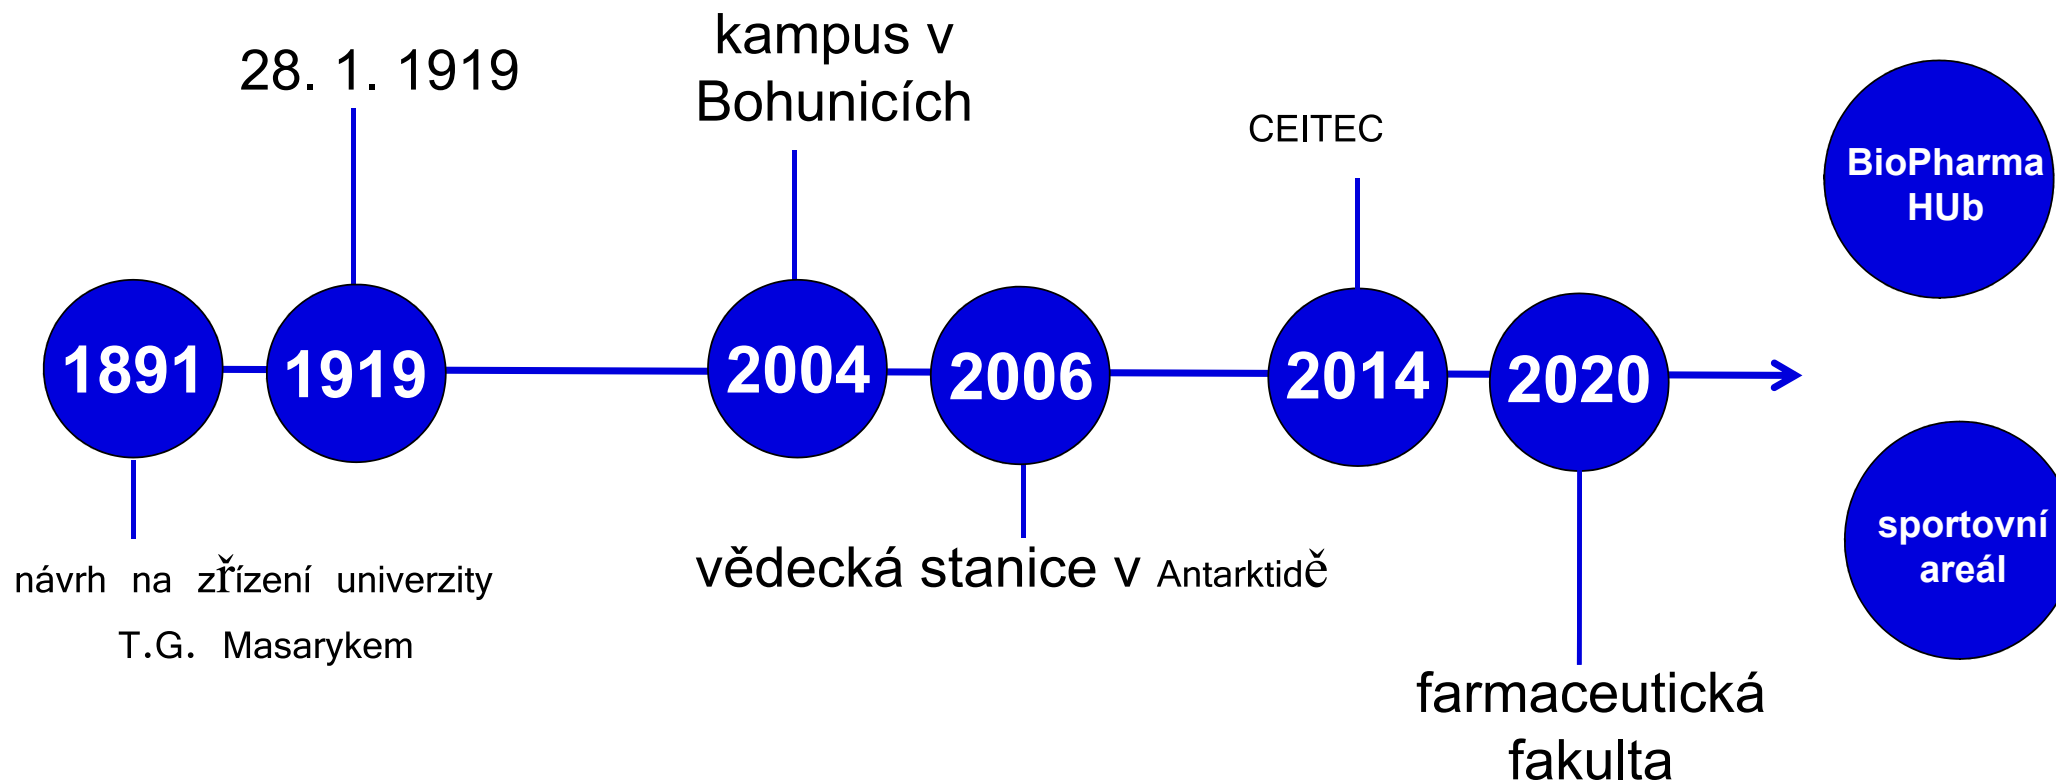 28. 1. 1919
kampus v
Bohunicích
CEITEC
BioPharma
HUb
1891
1919
2004
2006
2014
2020
návrh na zřízení univerzity
T.G. Masarykem
vědecká stanice v Antarktidě
sportovní
areál
farmaceutická
fakulta